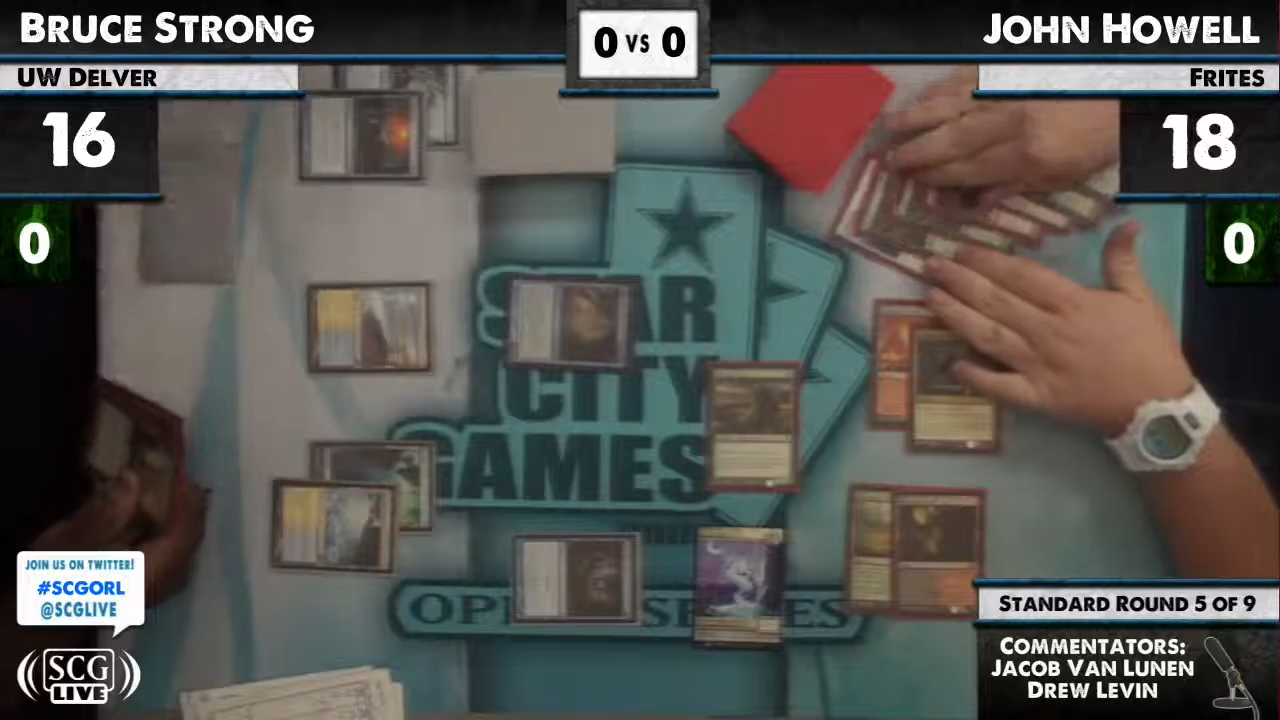 BRUCE STRONG
0 VS 0
JOHN HOWELL
UW DELVER
FRITES
16
18
0
0
STAR
CITY
GAMES
OPEN SERIES
JOIN US ON TWITTER!
#SCGORL
@SCGLIVE
SCG
LIVE
STANDARD ROUND 5 OF 9
COMMENTATORS:
JACOB VAN LUNEN
DREW LEVIN